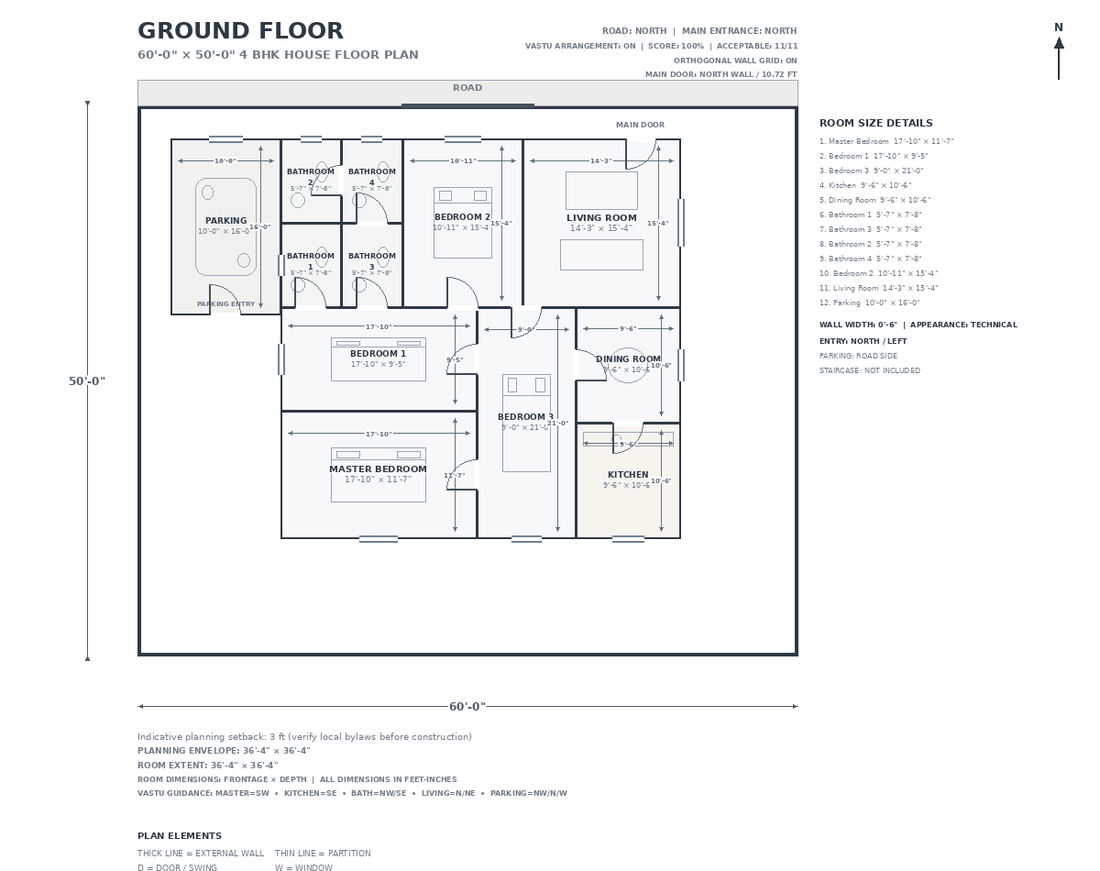 GROUND FLOOR
60'-0" × 50'-0" 4 BHK HOUSE FLOOR PLAN
ROAD: NORTH | MAIN ENTRANCE: NORTH
VASTU ARRANGEMENT: ON | SCORE: 100% | ACCEPTABLE: 11/11
ORTHOGONAL WALL GRID: ON
MAIN DOOR: NORTH WALL / 10.72 FT
N
ROAD
MAIN DOOR
10'-0"
PARKING
10'-0" × 16'-0"
16'-0"
PARKING ENTRY
BATHROOM
2
5'-7" × 7'-8"
BATHROOM
4
5'-7" × 7'-8"
BATHROOM
1
5'-7" × 7'-8"
BATHROOM
3
5'-7" × 7'-8"
10'-11"
BEDROOM 2
10'-11" × 15'-4"
15'-4"
14'-3"
LIVING ROOM
14'-3" × 15'-4"
15'-4"
17'-10"
BEDROOM 1
17'-10" × 9'-5"
9'-5"
17'-10"
MASTER BEDROOM
17'-10" × 11'-7"
11'-7"
9'-0"
BEDROOM 3
9'-0" × 21'-0"
21'-0"
9'-6"
DINING ROOM
9'-6" × 10'-6"
10'-6"
9'-6"
KITCHEN
9'-6" × 10'-6"
10'-6"
50'-0"
60'-0"
ROOM SIZE DETAILS
1. Master Bedroom 17'-10" × 11'-7"
2. Bedroom 1 17'-10" × 9'-5"
3. Bedroom 3 9'-0" × 21'-0"
4. Kitchen 9'-6" × 10'-6"
5. Dining Room 9'-6" × 10'-6"
6. Bathroom 1 5'-7" × 7'-8"
7. Bathroom 3 5'-7" × 7'-8"
8. Bathroom 2 5'-7" × 7'-8"
9. Bathroom 4 5'-7" × 7'-8"
10. Bedroom 2 10'-11" × 15'-4"
11. Living Room 14'-3" × 15'-4"
12. Parking 10'-0" × 16'-0"
WALL WIDTH: 0'-6" | APPEARANCE: TECHNICAL
ENTRY: NORTH / LEFT
PARKING: ROAD SIDE
STAIRCASE: NOT INCLUDED
Indicative planning setback: 3 ft (verify local bylaws before construction)
PLANNING ENVELOPE: 36'-4" × 36'-4"
ROOM EXTENT: 36'-4" × 36'-4"
ROOM DIMENSIONS: FRONTAGE × DEPTH | ALL DIMENSIONS IN FEET-INCHES
VASTU GUIDANCE: MASTER=SW • KITCHEN=SE • BATH=NW/SE • LIVING=N/NE • PARKING=NW/N/W
PLAN ELEMENTS
THICK LINE = EXTERNAL WALL THIN LINE = PARTITION
D = DOOR / SWING W = WINDOW